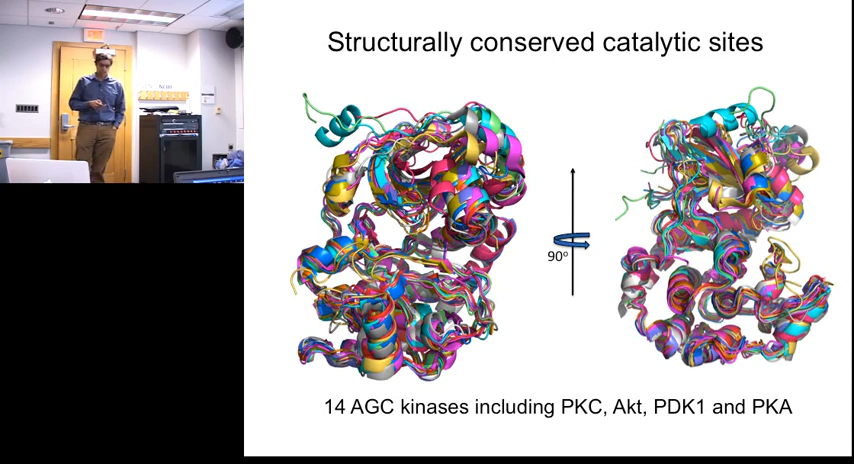 Structurally conserved catalytic sites
90°
14 AGC kinases including PKC, Akt, PDK1 and PKA